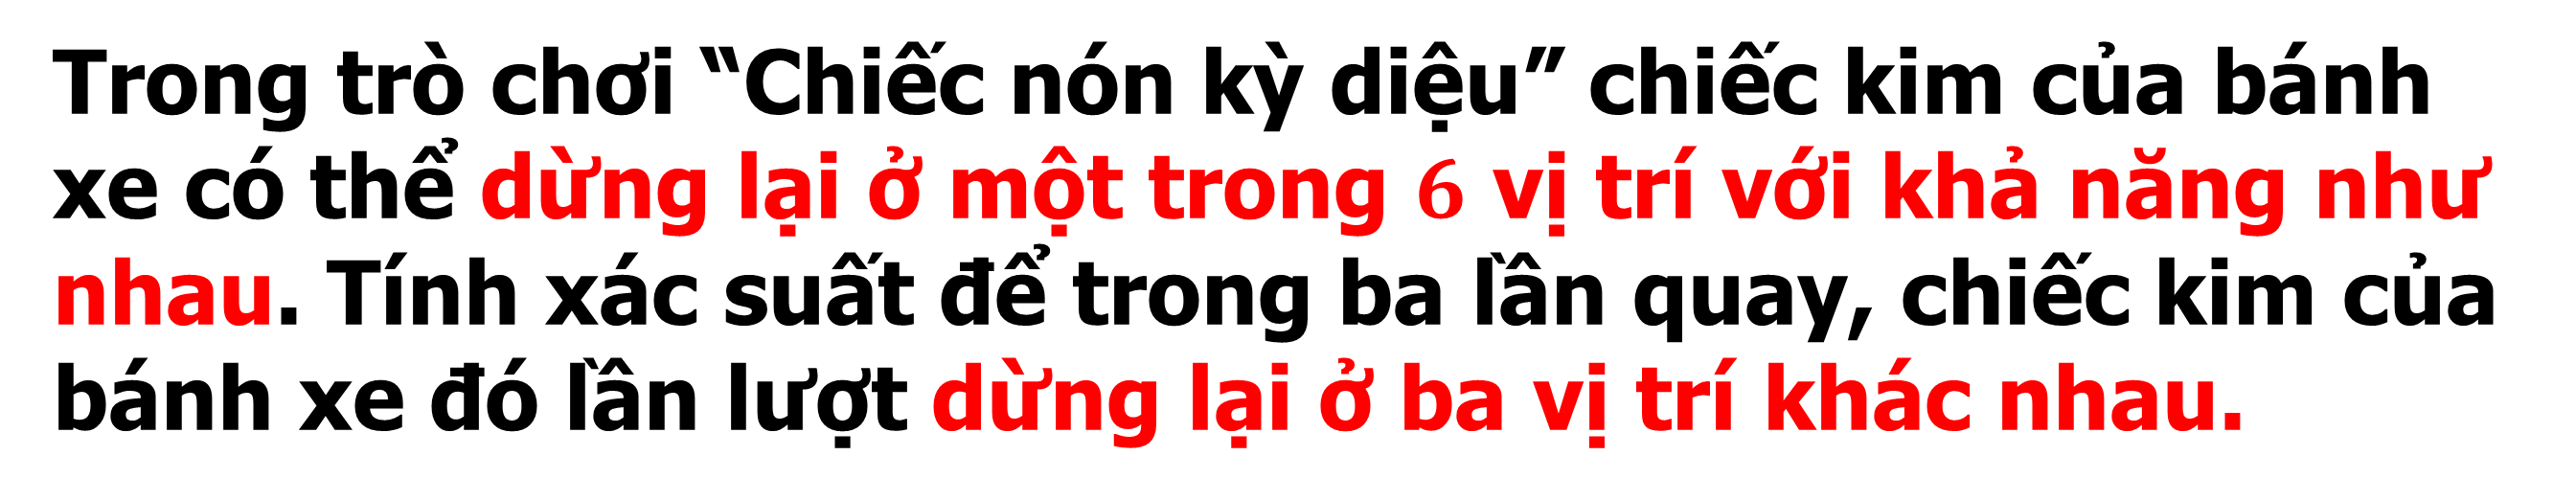 Trong trò chơi “Chiếc nón kỳ diệu” chiếc kim của bánh
xe có thể dừng lại ở một trong 6 vị trí với khả năng như
nhau. Tính xác suất để trong ba lần quay, chiếc kim của
bánh xe đó lần lượt dừng lại ở ba vị trí khác nhau.